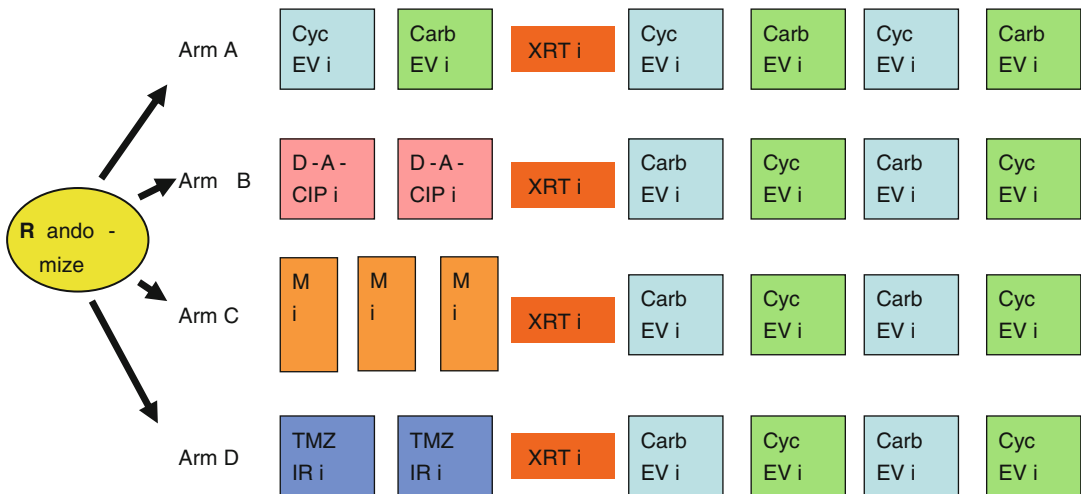 Arm A
Cyc
EV i
Carb
EV i
XRT i
Cyc
EV i
Carb
EV i
Cyc
EV i
Carb
EV i
R ando -
mize
Arm B
D -A -
CIP i
D -A -
CIP i
XRT i
Carb
EV i
Cyc
EV i
Carb
EV i
Cyc
EV i
Arm C
M
i
M
i
M
i
XRT i
Carb
EV i
Cyc
EV i
Carb
EV i
Cyc
EV i
Arm D
TMZ
IR i
TMZ
IR i
XRT i
Carb
EV i
Cyc
EV i
Carb
EV i
Cyc
EV i